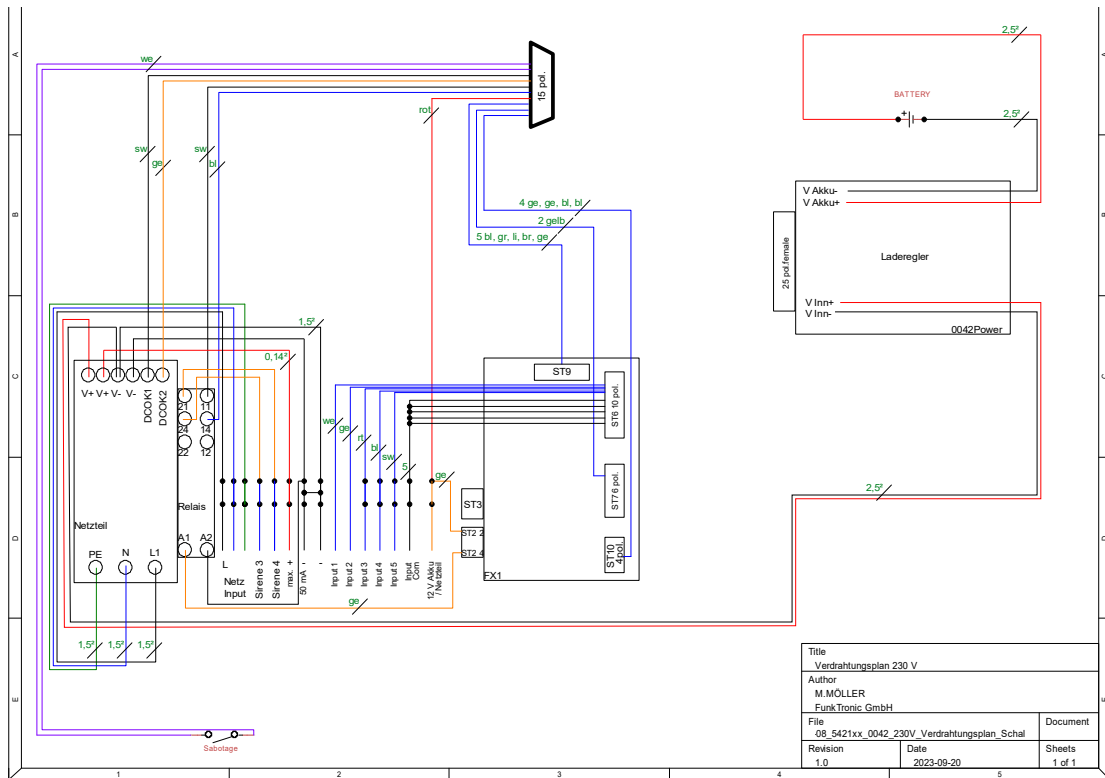 A
A
B
B
C
C
D
D
E
E
we
15 pol.
2,5²
BATTERY
+
2,5²
rot
sw
sw
ge
bl
4 ge, ge, bl, bl
2 gelb
5 bl, gr, li, br, ge
V Akku-
V Akku+
25 pol.female
Laderegler
V Inn+
V Inn-
0042Power
1,5²
0,14²
V+ V+ V- V- DCOK1 DCOK2
21 11
24 14
22 12
ST9
ST6 10 pol.
we
ge
rt
bl
sw
5
ge
ST7 6 pol.
2,5²
ST3
Relais
Netzteil
ST2 2
ST2 4
ST10
4 pol.
FX1
A1 A2
PE N L1
L
Netz
Input
Sirene 3
Sirene 4
max. +
50 mA -
-
Input 1
Input 2
Input 3
Input 4
Input 5
Input
Com
12 V Akku
/ Netzteil
ge
1,5² 1,5² 1,5²
Sabotage
Title
Verdrahtungsplan 230 V
Author
M.MÖLLER
FunkTronic GmbH
File
-08_5421xx_0042_230V_Verdrahtungsplan_Schal
Document
Revision
1.0
Date
2023-09-20
Sheets
1 of 1
1 2 3 4 5